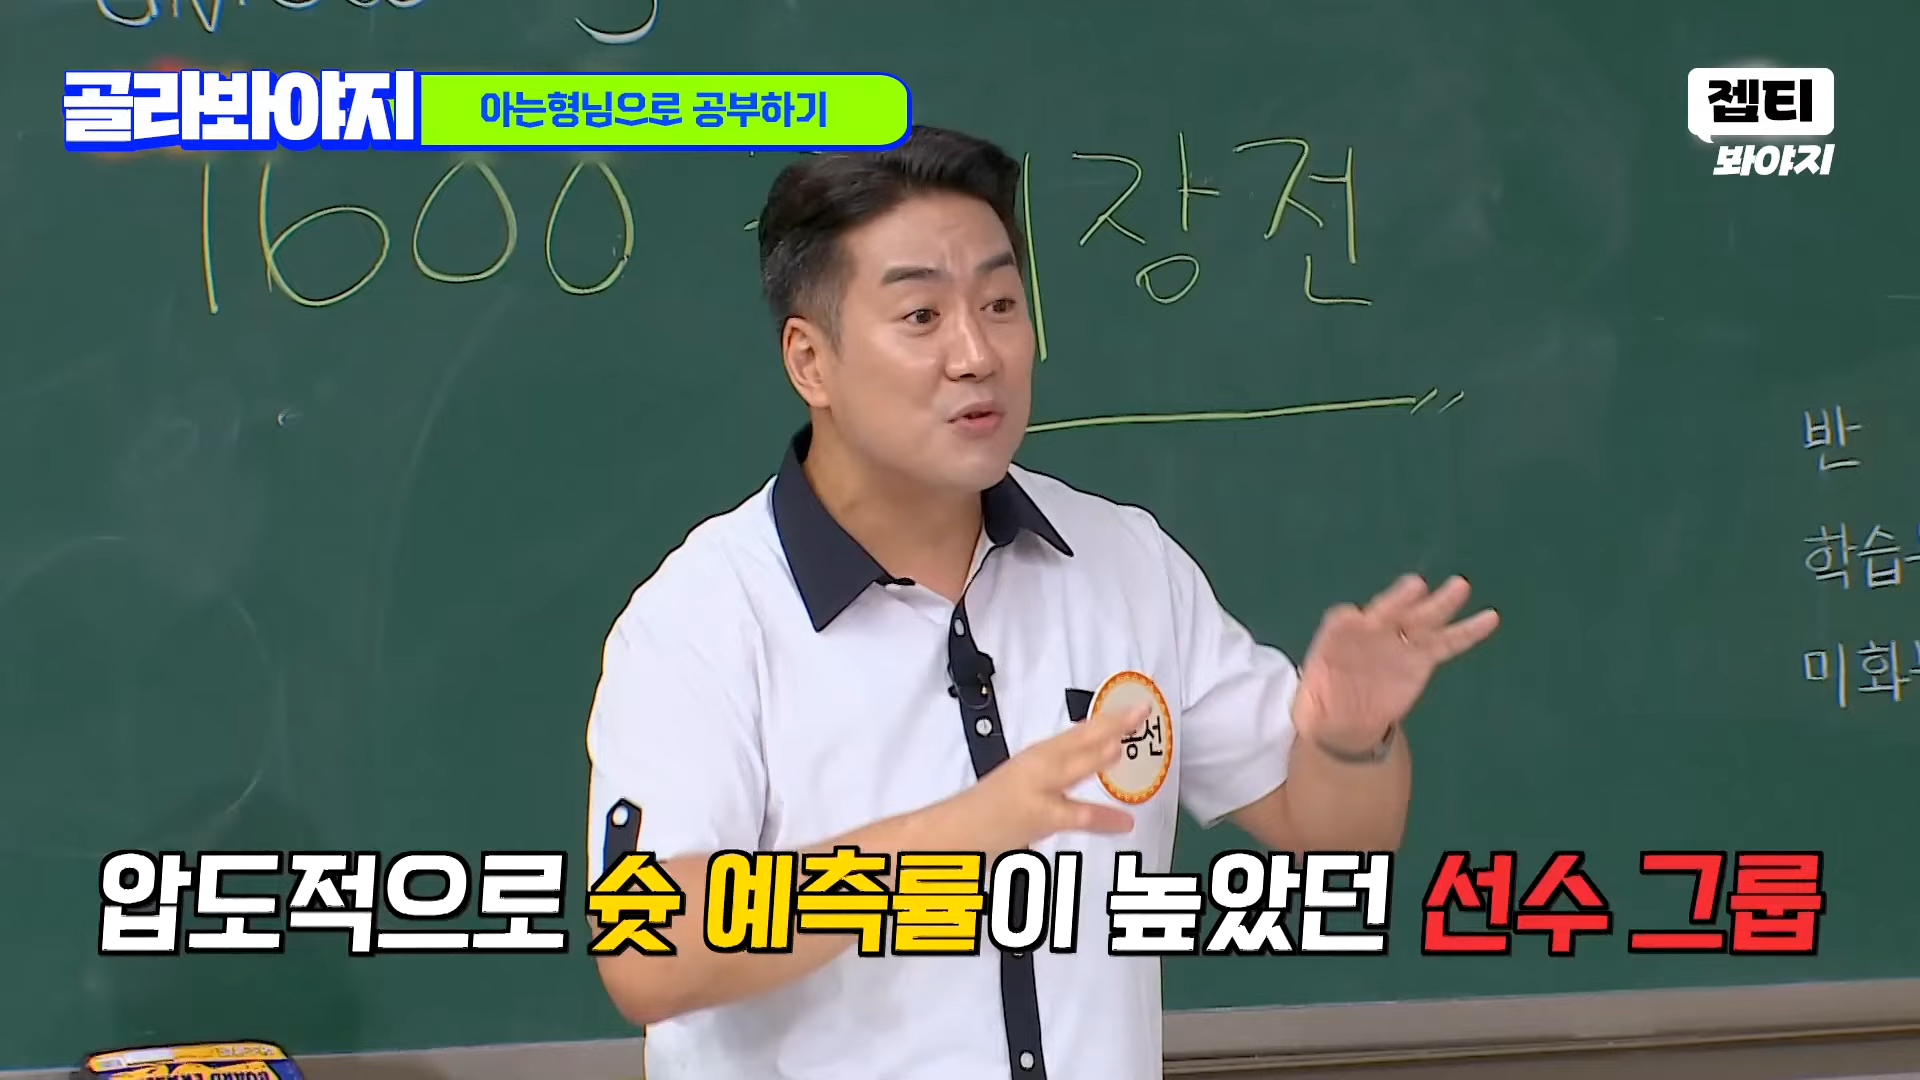 골라봐야지 아는형님으로 공부하기
젭티
봐야지
1600
장전
반
미화
압도적으로 슛 예측률이 높았던 선수 그룹